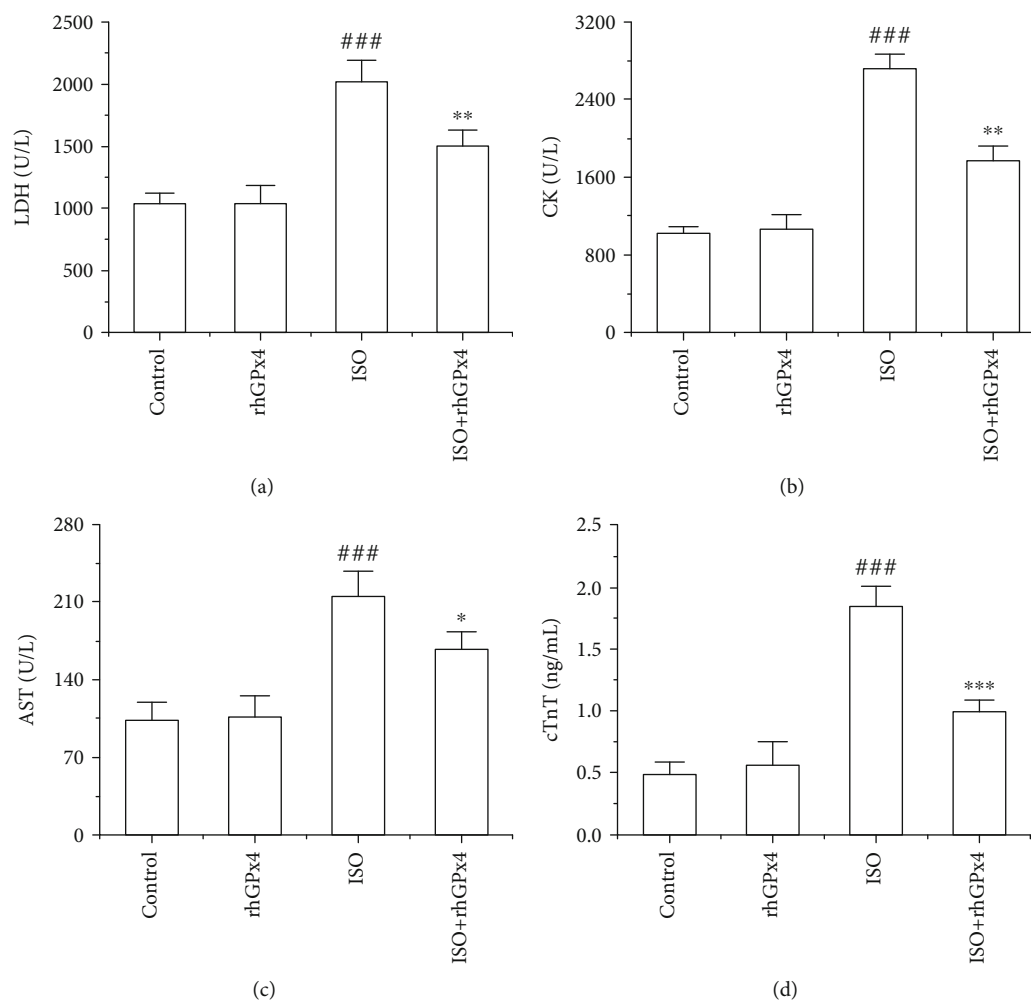 2500
2000
1500
1000
500
0
LDH (U/L)
###
**
Control
rhGPx4
ISO
ISO+rhGPx4
(a)
3200
2400
1600
800
0
CK (U/L)
###
**
Control
rhGPx4
ISO
ISO+rhGPx4
(b)
280
210
140
70
0
AST (U/L)
###
*
Control
rhGPx4
ISO
ISO+rhGPx4
(c)
2.5
2.0
1.5
1.0
0.5
0.0
cTnT (ng/mL)
###
***
Control
rhGPx4
ISO
ISO+rhGPx4
(d)